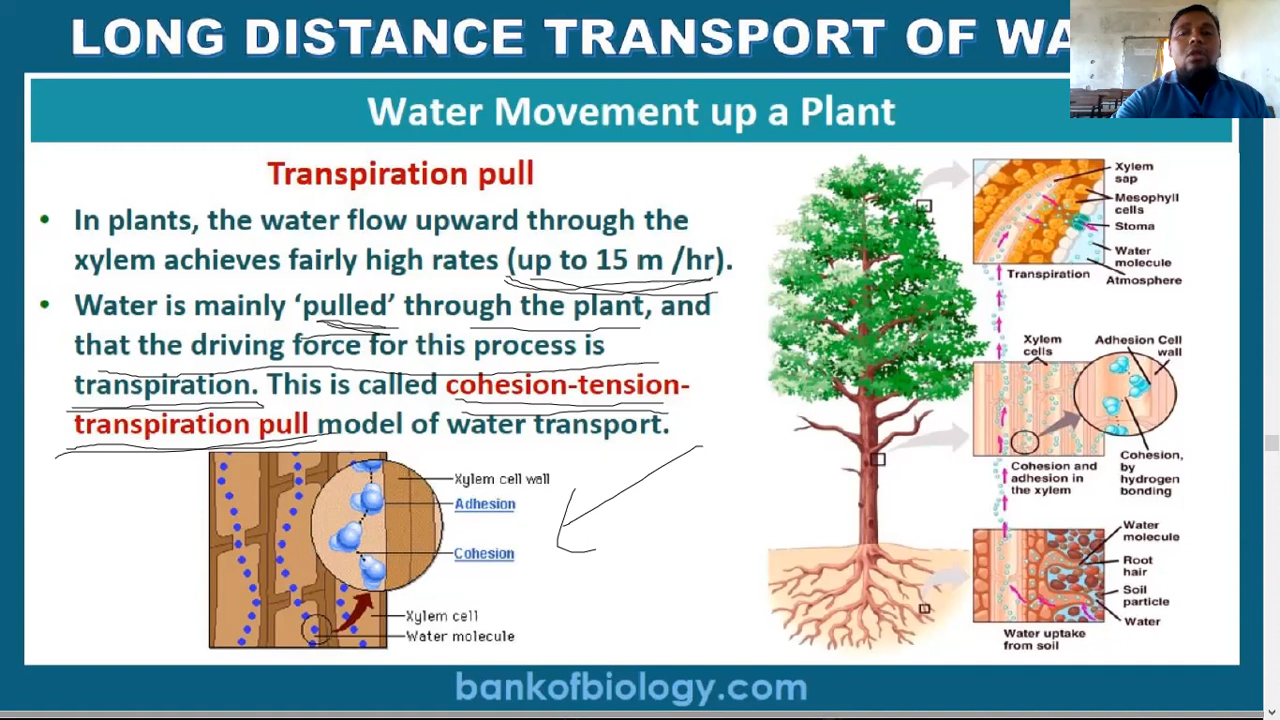 LONG DISTANCE TRANSPORT OF WA
Water Movement up a Plant
Transpiration pull
• In plants, the water flow upward through the
xylem achieves fairly high rates (up to 15 m /hr).
• Water is mainly ‘pulled’ through the plant, and
that the driving force for this process is
transpiration. This is called cohesion-tension-
transpiration pull model of water transport.
Xylem cell wall
Adhesion
Cohesion
Xylem cell
Water molecule
Xylem
sap
Mesophyll
cells
Stoma
Water
molecule
Transpiration
Atmosphere
Xylem
cells
Adhesion Cell
wall
Cohesion and
adhesion in
the xylem
Cohesion,
by
hydrogen
bonding
Water
molecule
Root
hair
Soil
particle
Water
Water uptake
from soil
bankofbiology.com